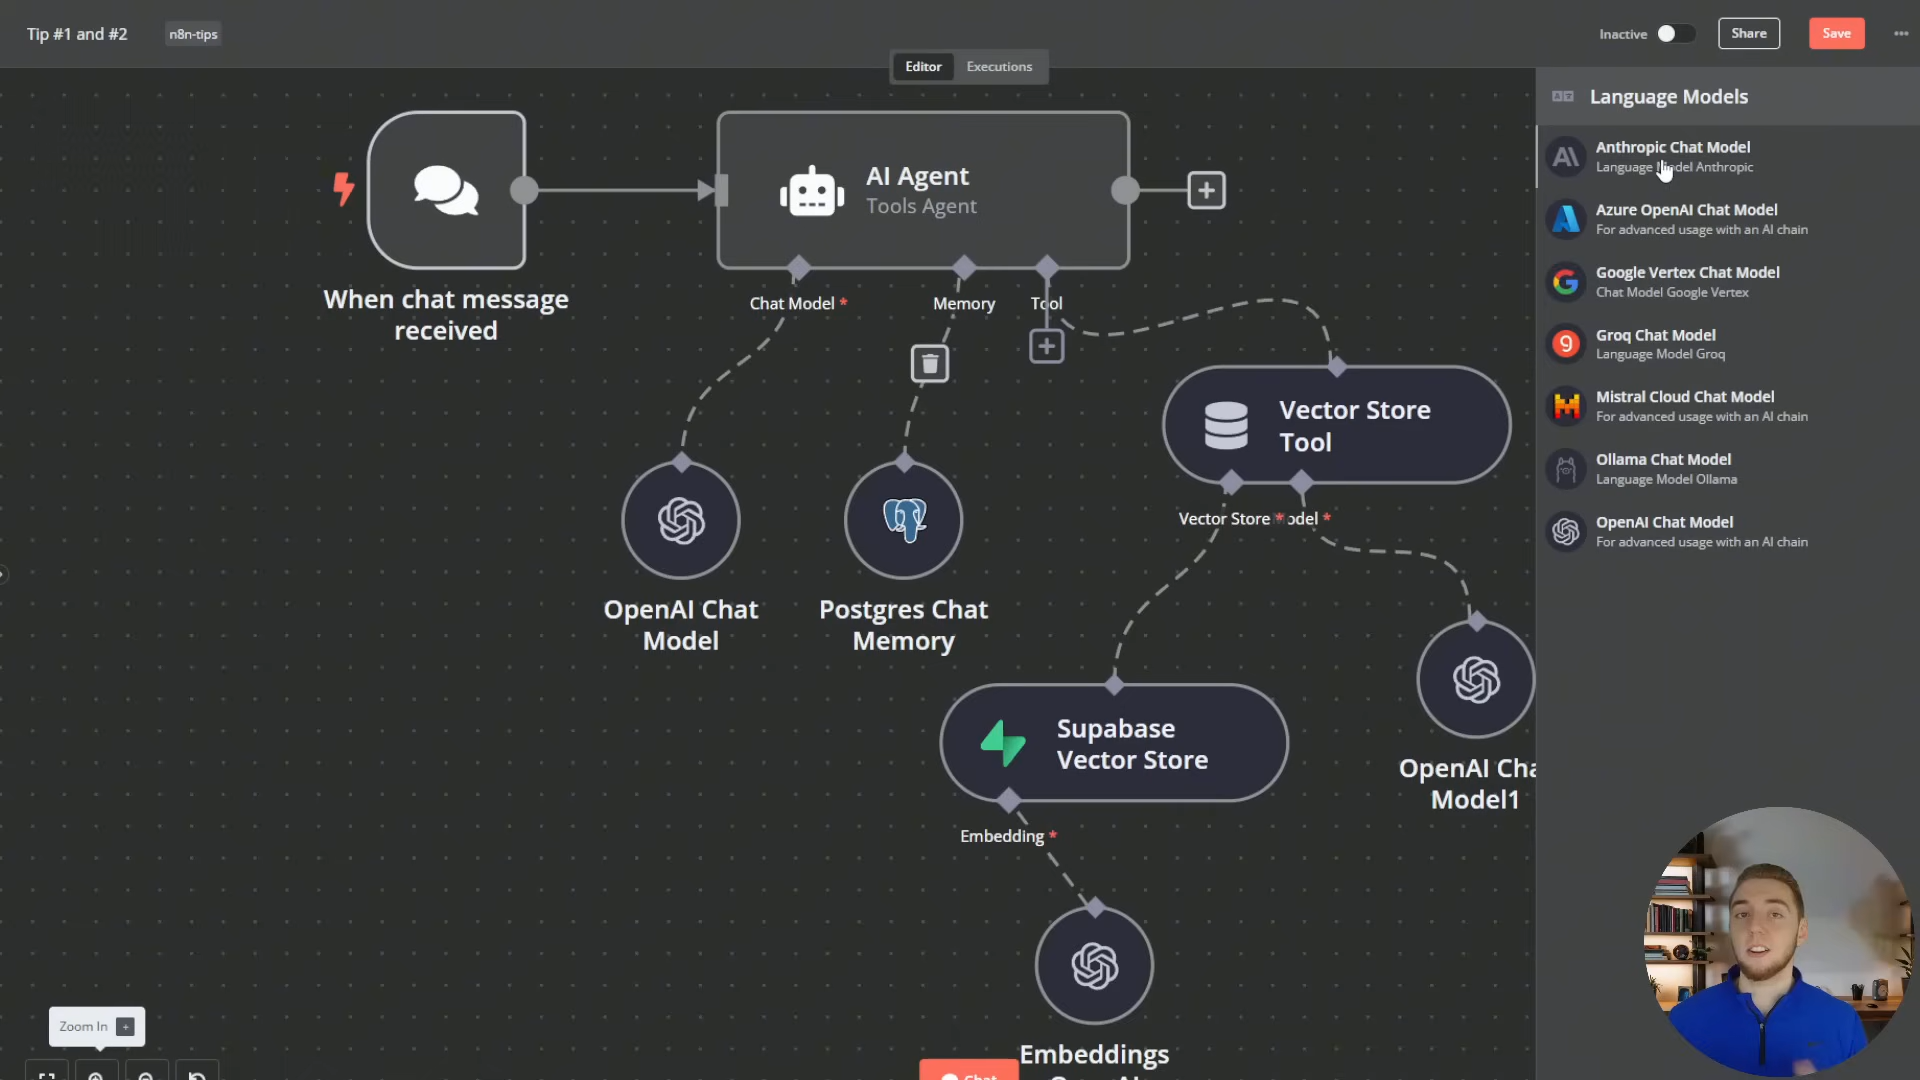 Tip #1 and #2
n8n-tips
Inactive
Share
Save
Editor
Executions
Language Models
Anthropic Chat Model
Language Model Anthropic
Azure OpenAI Chat Model
For advanced usage with an AI chain
Google Vertex Chat Model
Chat Model Google Vertex
Groq Chat Model
Language Model Groq
Mistral Cloud Chat Model
For advanced usage with an AI chain
Ollama Chat Model
Language Model Ollama
OpenAI Chat Model
For advanced usage with an AI chain
When chat message
received
AI Agent
Tools Agent
Chat Model *
Memory
Tool
Vector Store
Tool
Vector Store *
odel *
OpenAI Chat
Model
Postgres Chat
Memory
Supabase
Vector Store
OpenAI Cha
Model1
Embedding *
Embeddings
Zoom In +
Chat